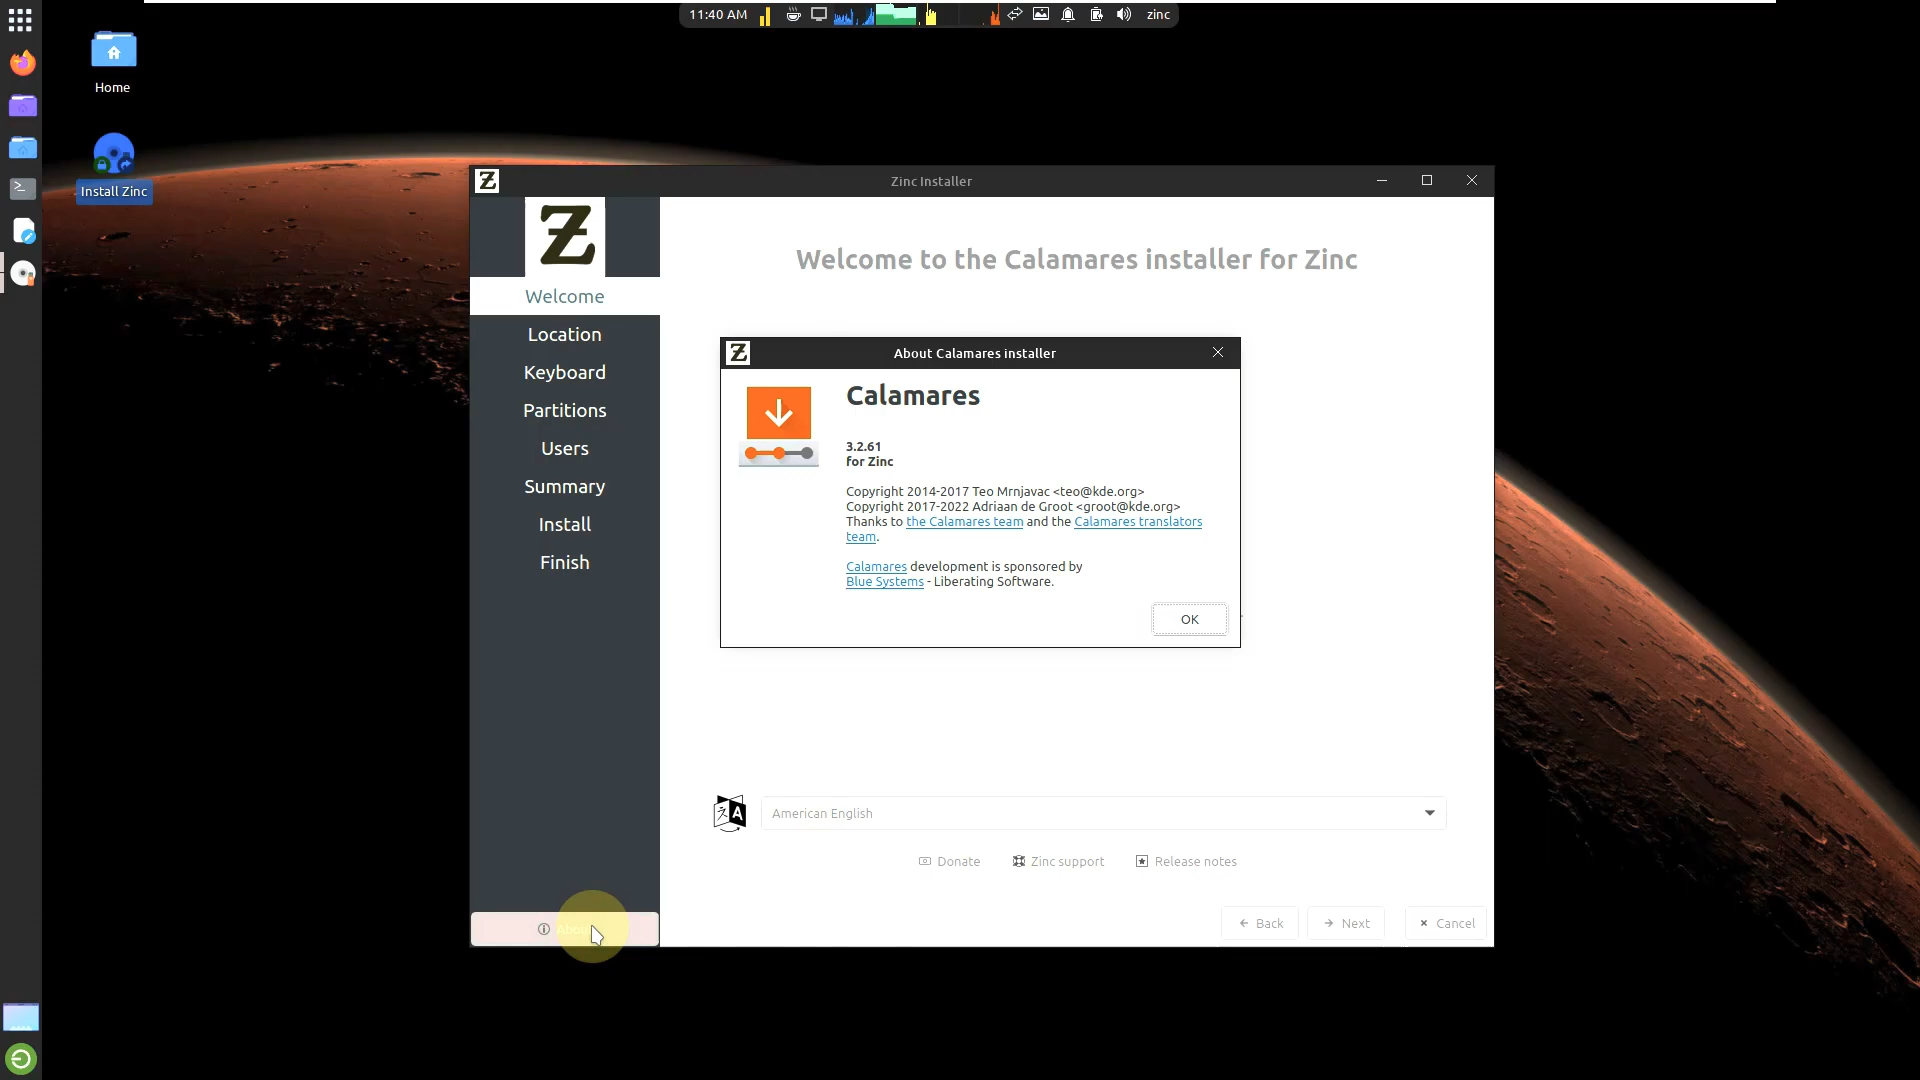 11:40 AM
zinc
Home
Install Zinc
Z
Zinc Installer
Z
Welcome
Location
Keyboard
Partitions
Users
Summary
Install
Finish
About
Welcome to the Calamares installer for Zinc
Z
About Calamares installer
Calamares
3.2.61
for Zinc
Copyright 2014-2017 Teo Mrnjavac <teo@kde.org>
Copyright 2017-2022 Adriaan de Groot <groot@kde.org>
Thanks to the Calamares team and the Calamares translators
team.
Calamares development is sponsored by
Blue Systems - Liberating Software.
OK
American English
Donate
Zinc support
Release notes
Back
Next
Cancel